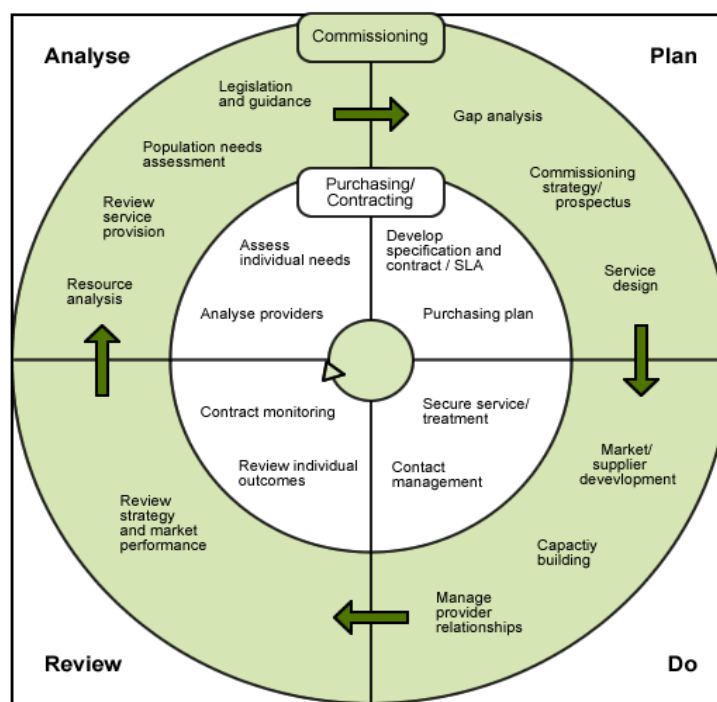 Analyse
Commissioning
Plan
Legislation
and guidance
Gap analysis
Population needs
assessment
Commissioning
strategy/
prospectus
Review
service
provision
Purchasing/
Contracting
Assess
individual needs
Develop
specification and
contract / SLA
Resource
analysis
Service
design
Analyse providers
Purchasing plan
Contract monitoring
Secure service/
treatment
Review individual
outcomes
Contact
management
Market/
supplier
devevlopment
Review
strategy
and market
performance
Capactiy
building
Manage
provider
relationships
Review
Do